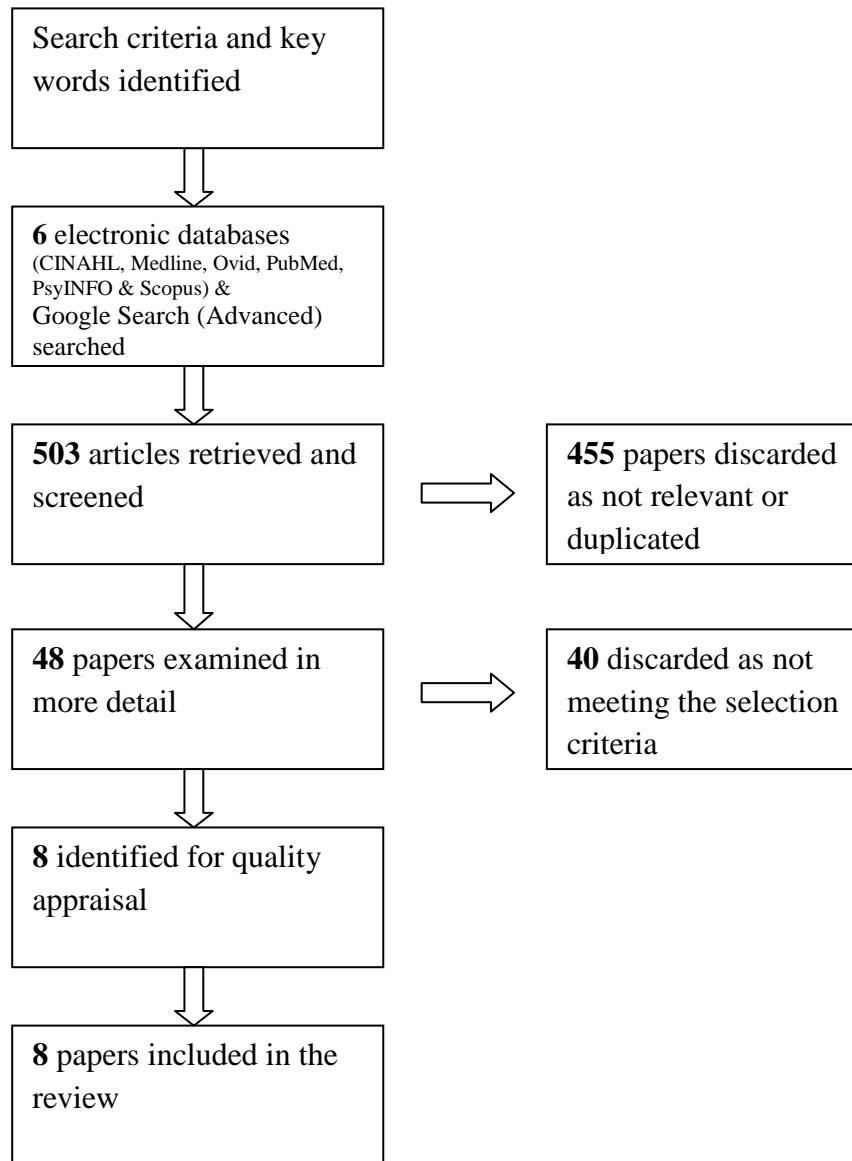 Search criteria and key
words identified
6 electronic databases
(CINAHL, Medline, Ovid, PubMed,
PsyINFO & Scopus) &
Google Search (Advanced)
searched
503 articles retrieved and
screened
455 papers discarded
as not relevant or
duplicated
48 papers examined in
more detail
40 discarded as not
meeting the selection
criteria
8 identified for quality
appraisal
8 papers included in the
review